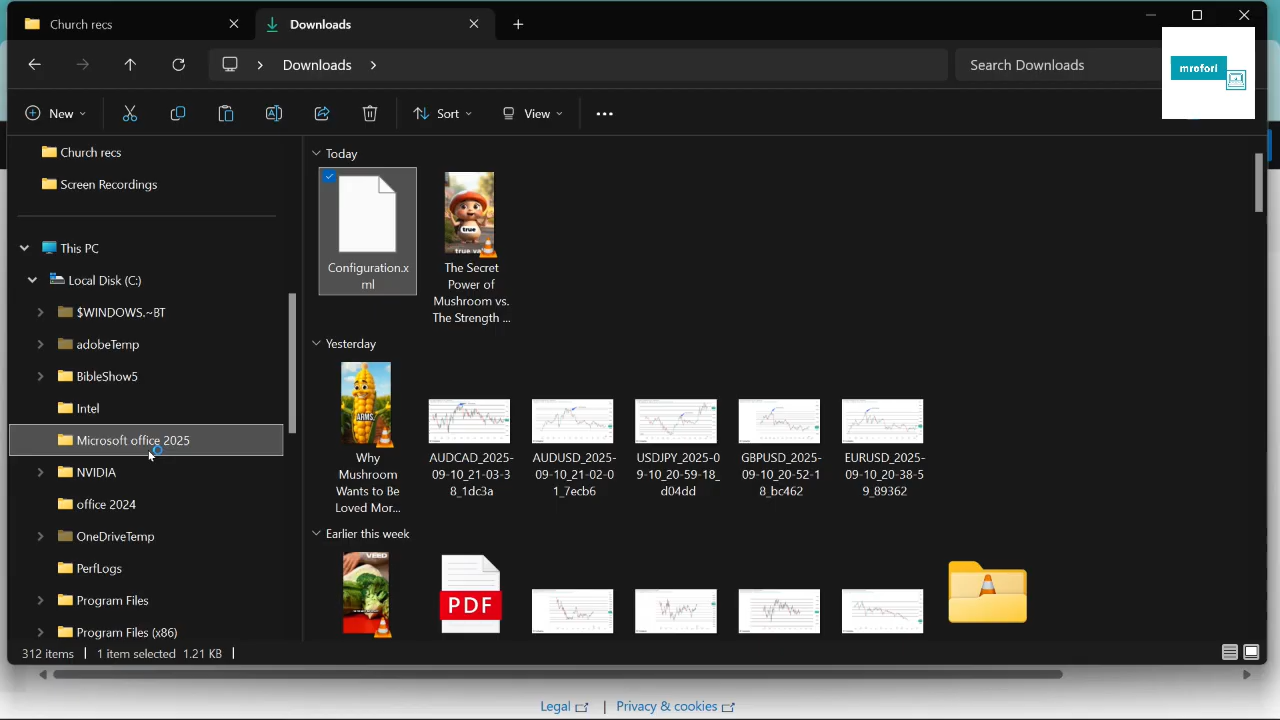 Church recs
Downloads
Downloads
Search Downloads
mrofori
New
Sort
View
Church recs
Screen Recordings
This PC
Local Disk (C:)
$WINDOWS.~BT
adobeTemp
BibleShow5
Intel
Microsoft office 2025
NVIDIA
office 2024
OneDriveTemp
PerfLogs
Program Files
Program Files (x86)
Today
Configuration.x
ml
true
true va
The Secret
Power of
Mushroom vs.
The Strength ...
Yesterday
ARMS.
Why
Mushroom
Wants to Be
Loved Mor...
AUDCAD_2025-
09-10_21-03-3
8_1dc3a
AUDUSD_2025-
09-10_21-02-0
1_7ecb6
USDJPY_2025-0
9-10_20-59-18_
d04dd
GBPUSD_2025-
09-10_20-52-1
8_bc462
EURUSD_2025-
09-10_20-38-5
9_89362
Earlier this week
VEED
PDF
312 items
1 item selected 1.21 KB
Legal
|
Privacy & cookies